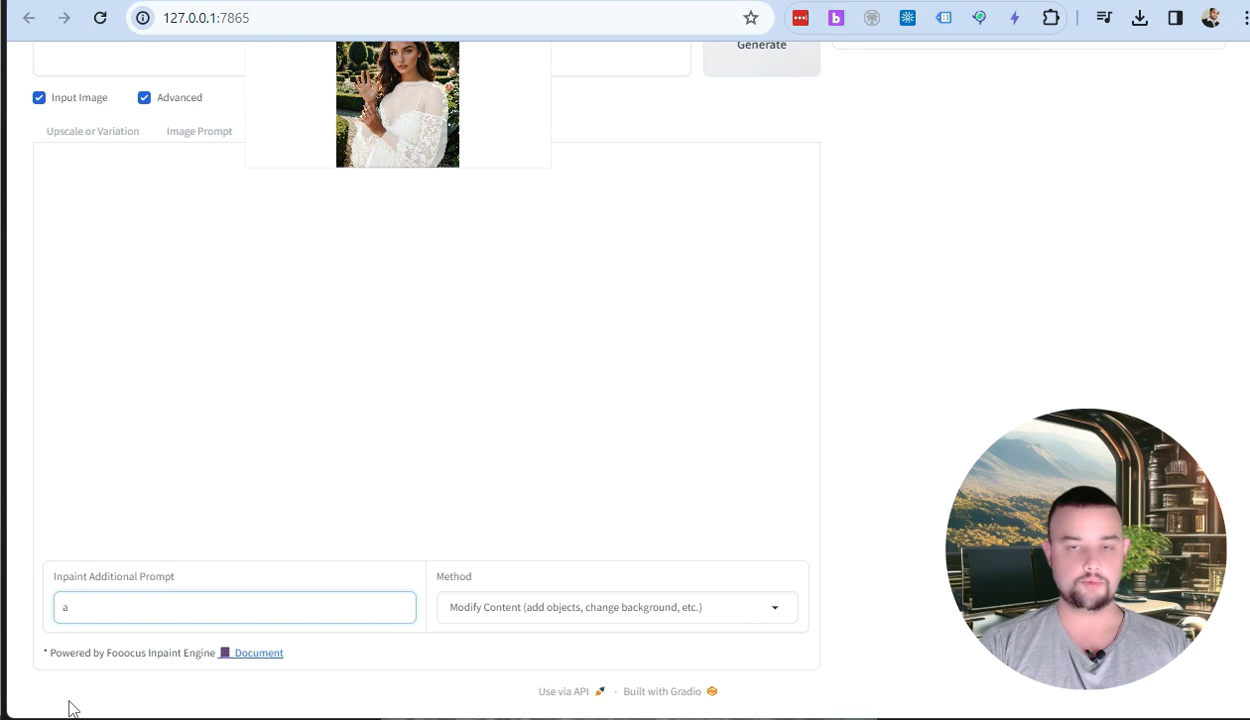 127.0.0.1:7865
Generate
Input Image
Advanced
Upscale or Variation
Image Prompt
Inpaint Additional Prompt
Method
a
Modify Content (add objects, change background, etc.)
* Powered by Fooocus Inpaint Engine Document
Use via API · Built with Gradio